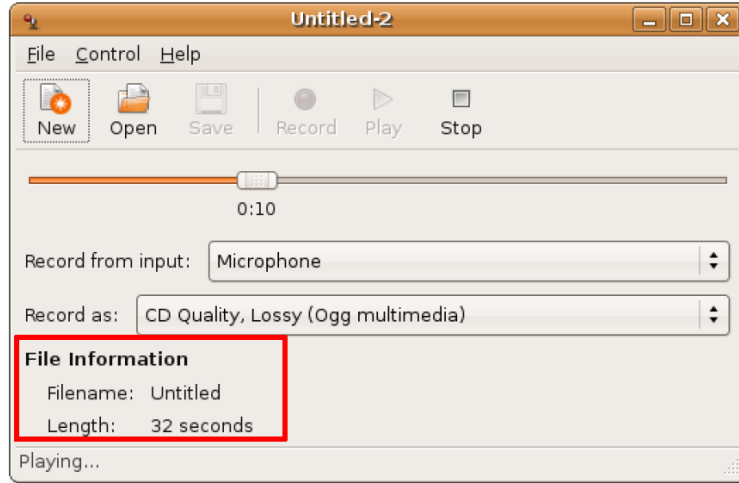 Untitled-2
File Control Help
New Open Save Record Play Stop
0:10
Record from input: Microphone
Record as: CD Quality, Lossy (Ogg multimedia)
File Information
Filename: Untitled
Length: 32 seconds
Playing...